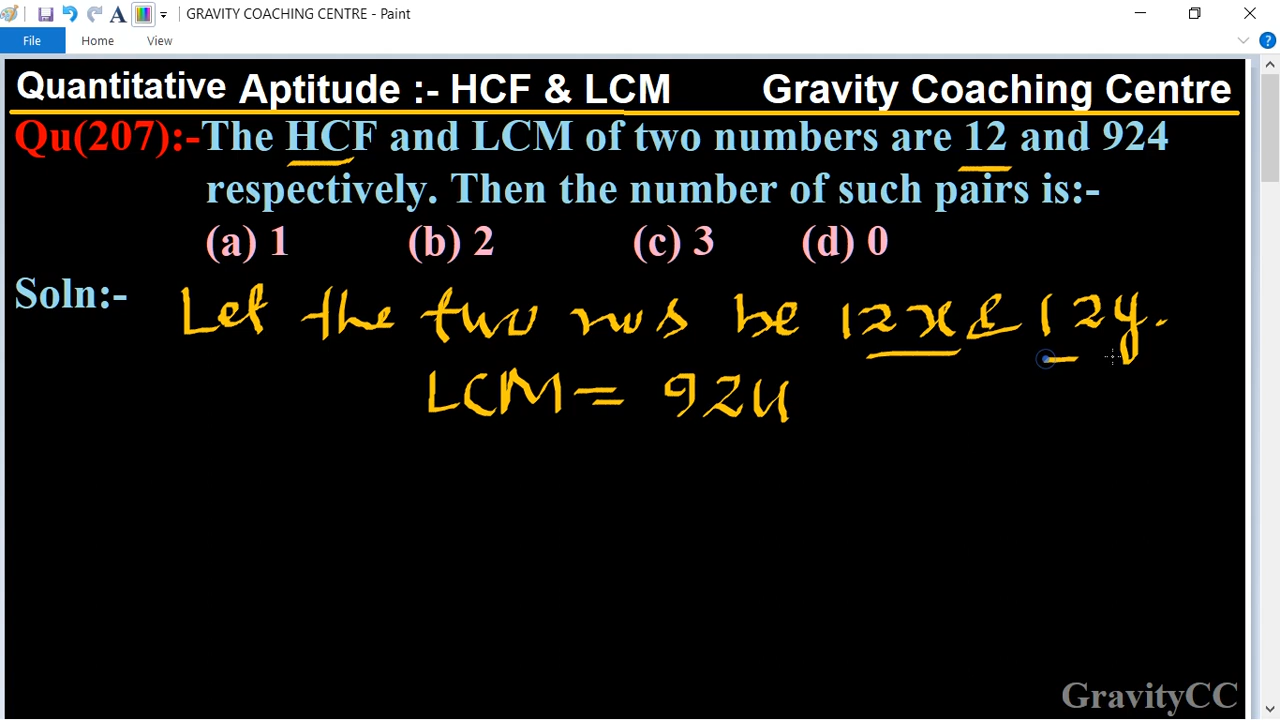 GRAVITY COACHING CENTRE - Paint
File Home View
Quantitative Aptitude :- HCF & LCM Gravity Coaching Centre
Qu(207):-The HCF and LCM of two numbers are 12 and 924
respectively. Then the number of such pairs is:-
(a) 1 (b) 2 (c) 3 (d) 0
Soln:- Let the two nos be 12x & 12y.
LCM = 924
GravityCC